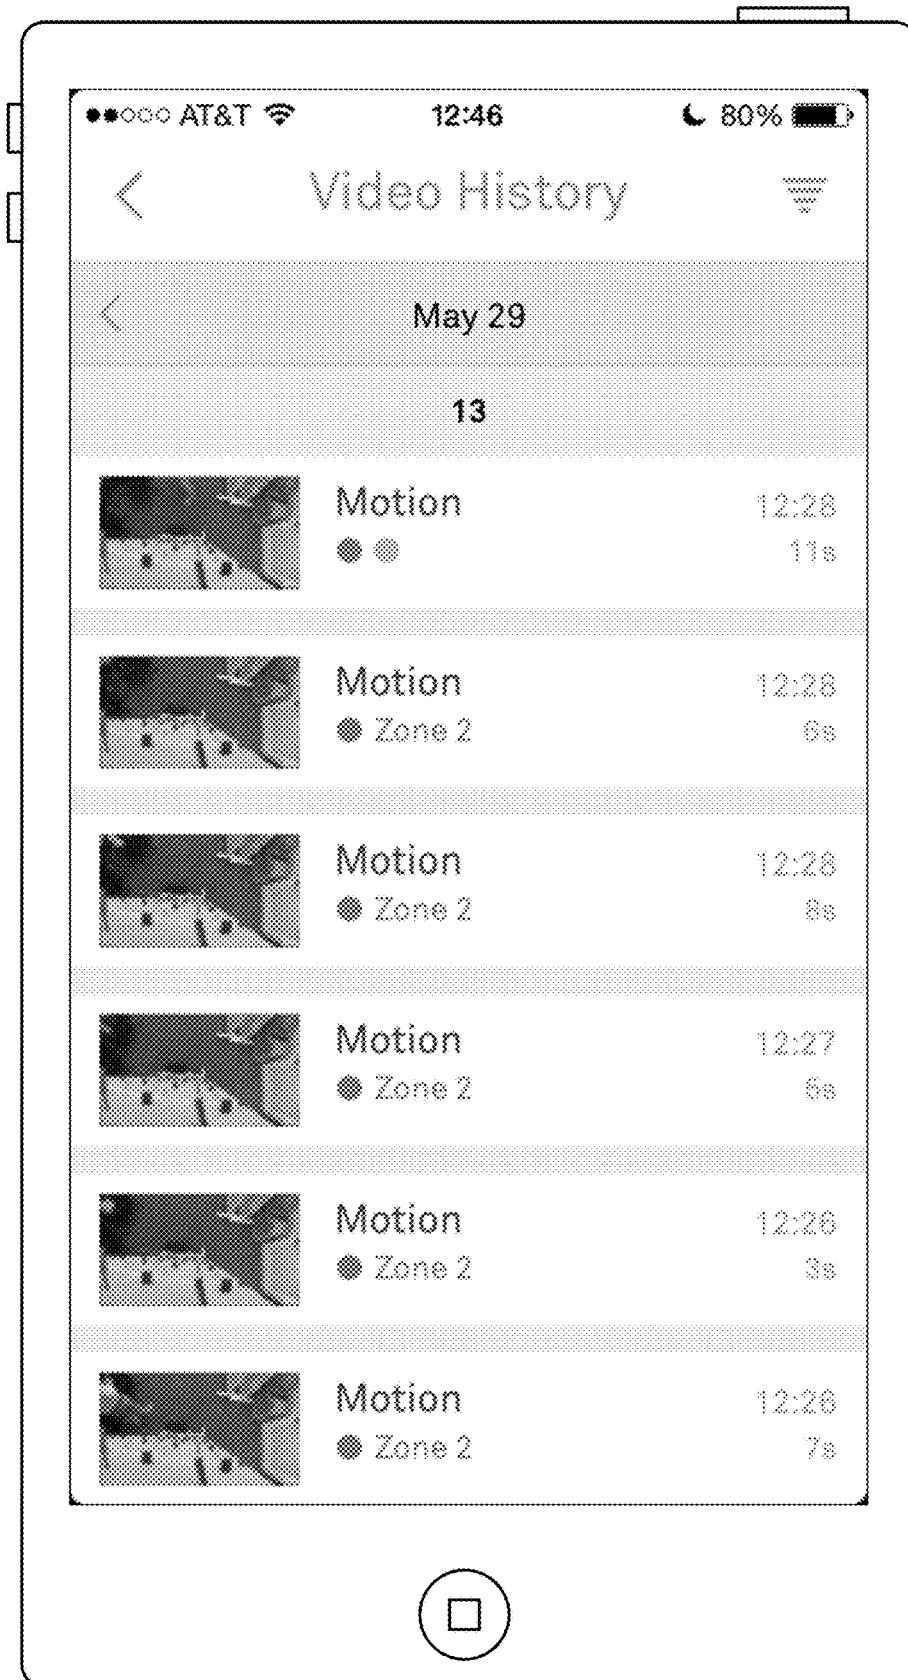 AT&T 12:46 80%
Video History
May 29
13
Motion 12:28
11s
Motion 12:28
Zone 2 6s
Motion 12:28
Zone 2 8s
Motion 12:27
Zone 2 6s
Motion 12:26
Zone 2 3s
Motion 12:26
Zone 2 7s